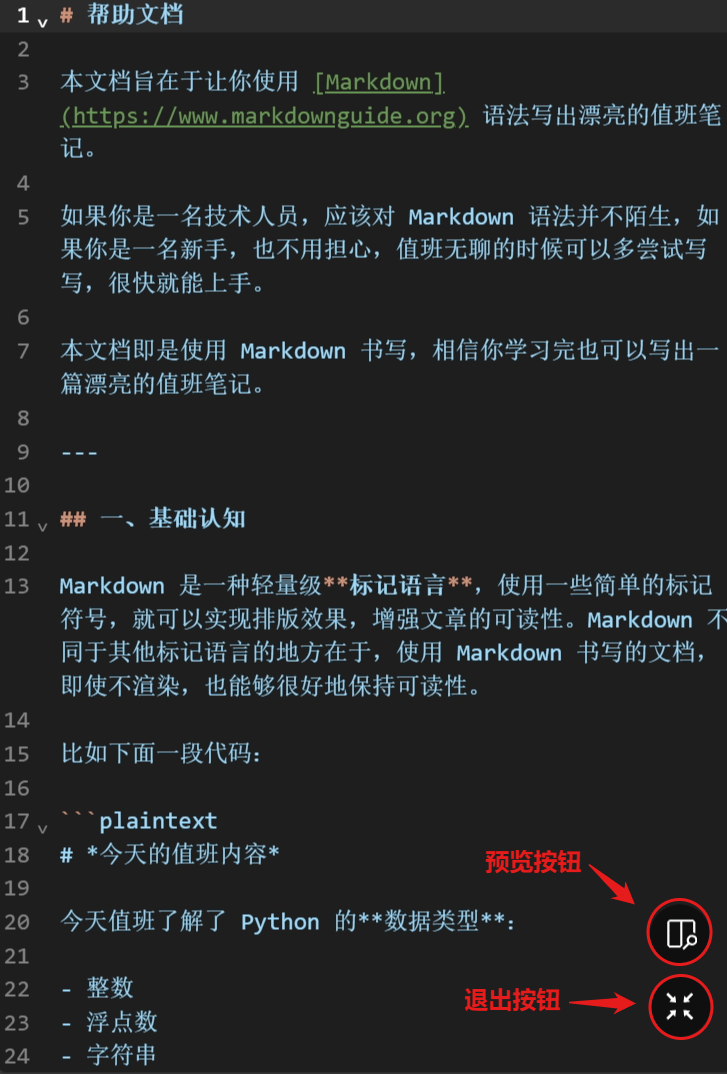 1 # 帮助文档
2
3 本文档旨在于让你使用 [Markdown]
(https://www.markdownguide.org) 语法写出漂亮的值班笔
记。
4
5 如果你是一名技术人员，应该对 Markdown 语法并不陌生，如
果你是一名新手，也不用担心，值班无聊的时候可以多尝试写
写，很快就能上手。
6
7 本文档即是使用 Markdown 书写，相信你学习完也可以写出一
篇漂亮的值班笔记。
8
9 ---
10
11 ## 一、基础认知
12
13 Markdown 是一种轻量级**标记语言**，使用一些简单的标记
符号，就可以实现排版效果，增强文章的可读性。Markdown 不
同于其他标记语言的地方在于，使用 Markdown 书写的文档，
即使不渲染，也能够很好地保持可读性。
14
15 比如下面一段代码：
16
17 ```plaintext
18 # *今天的值班内容*
19
预览按钮
20 今天值班了解了 Python 的**数据类型**：
21
22 - 整数
退出按钮
23 - 浮点数
24 - 字符串